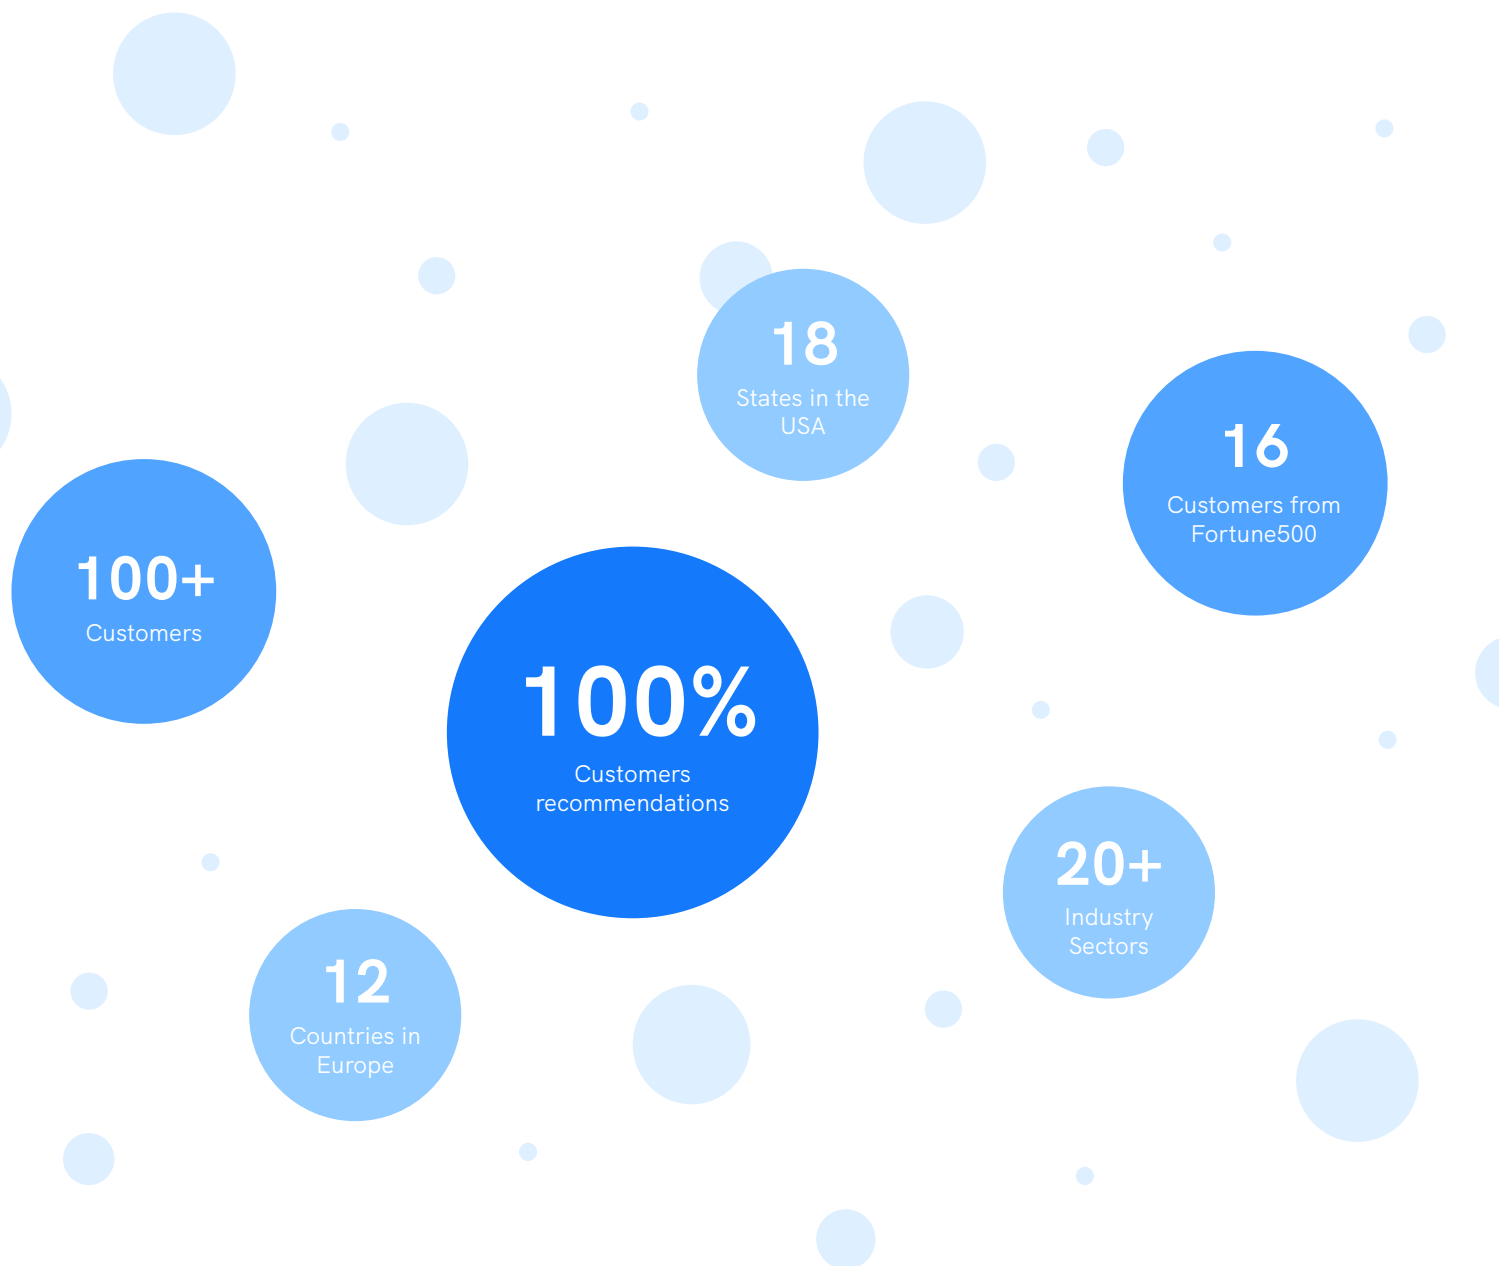 18
States in the
USA
16
Customers from
Fortune500
100+
Customers
100%
Customers
recommendations
20+
Industry
Sectors
12
Countries in
Europe